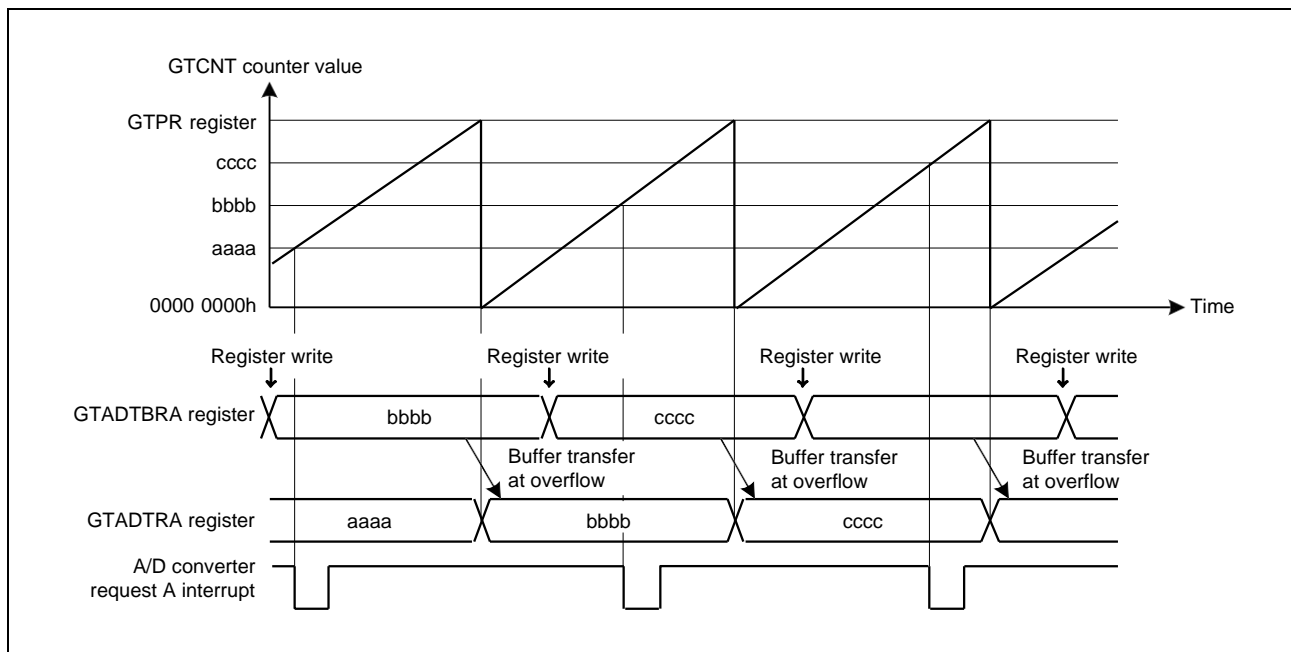 GTCNT counter value
GTPR register
cccc
bbbb
aaaa
0000 0000h
Time
Register write Register write Register write Register write
GTADTBRA register bbbb cccc
Buffer transfer at overflow Buffer transfer at overflow Buffer transfer at overflow
GTADTRA register aaaa bbbb cccc
A/D converter
request A interrupt